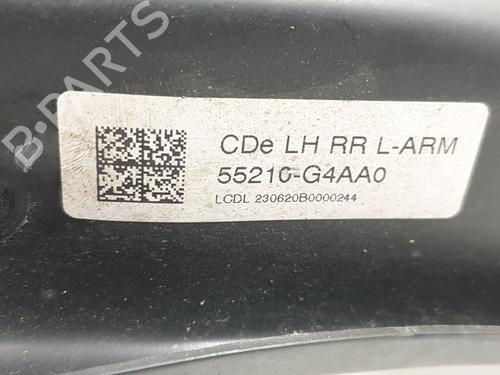 B-PARTS
CDe LH RR L-ARM
55210-G4AA0
LCDL 230620B0000244